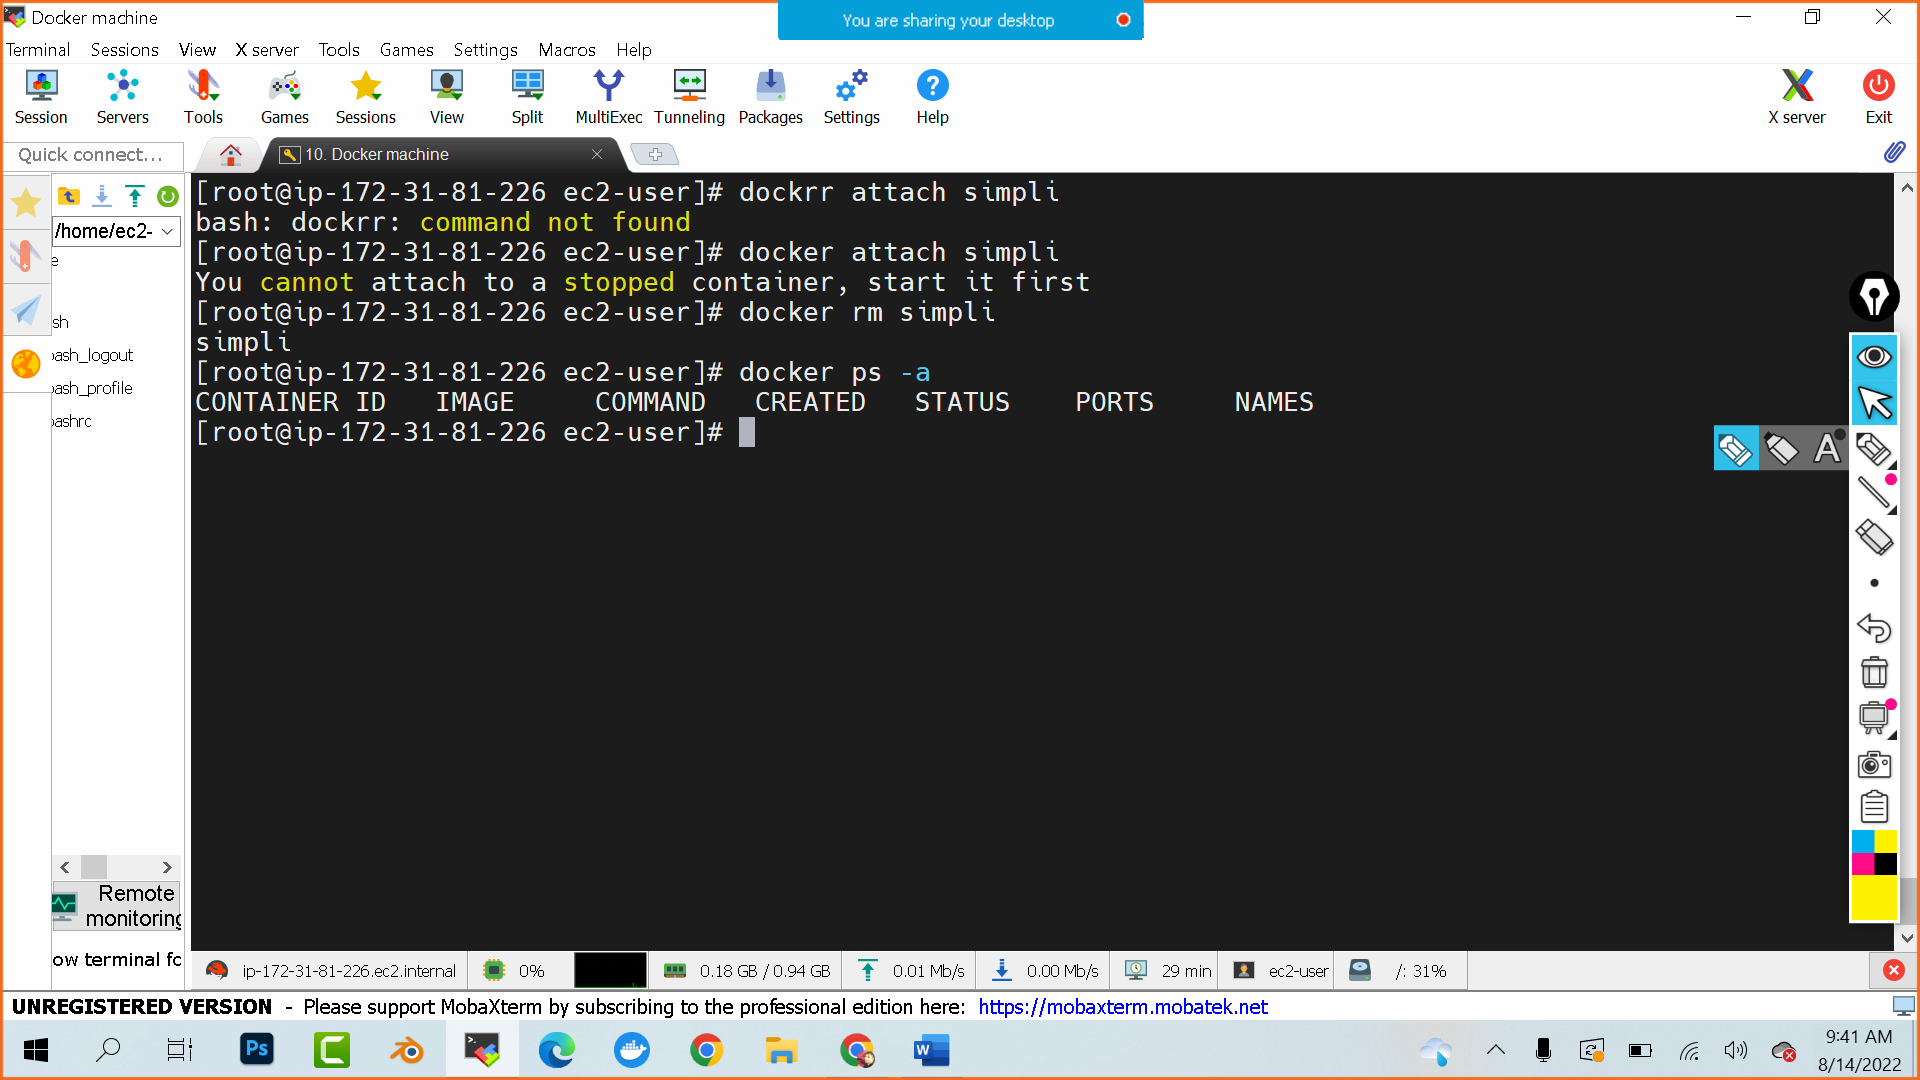 Docker machine
You are sharing your desktop
Terminal Sessions View X server Tools Games Settings Macros Help
Session Servers Tools Games Sessions View Split MultiExec Tunneling Packages Settings Help X server Exit
Quick connect...
10. Docker machine
/home/ec2-
e
sh
bash_logout
bash_profile
bashrc
[root@ip-172-31-81-226 ec2-user]# dockrr attach simpli
bash: dockrr: command not found
[root@ip-172-31-81-226 ec2-user]# docker attach simpli
You cannot attach to a stopped container, start it first
[root@ip-172-31-81-226 ec2-user]# docker rm simpli
simpli
[root@ip-172-31-81-226 ec2-user]# docker ps -a
CONTAINER ID IMAGE COMMAND CREATED STATUS PORTS NAMES
[root@ip-172-31-81-226 ec2-user]#
A
Remote
monitoring
ow terminal fo
ip-172-31-81-226.ec2.internal 0% 0.18 GB / 0.94 GB 0.01 Mb/s 0.00 Mb/s 29 min ec2-user /: 31%
UNREGISTERED VERSION - Please support MobaXterm by subscribing to the professional edition here: https://mobaxterm.mobatek.net
Ps
W
9:41 AM
8/14/2022